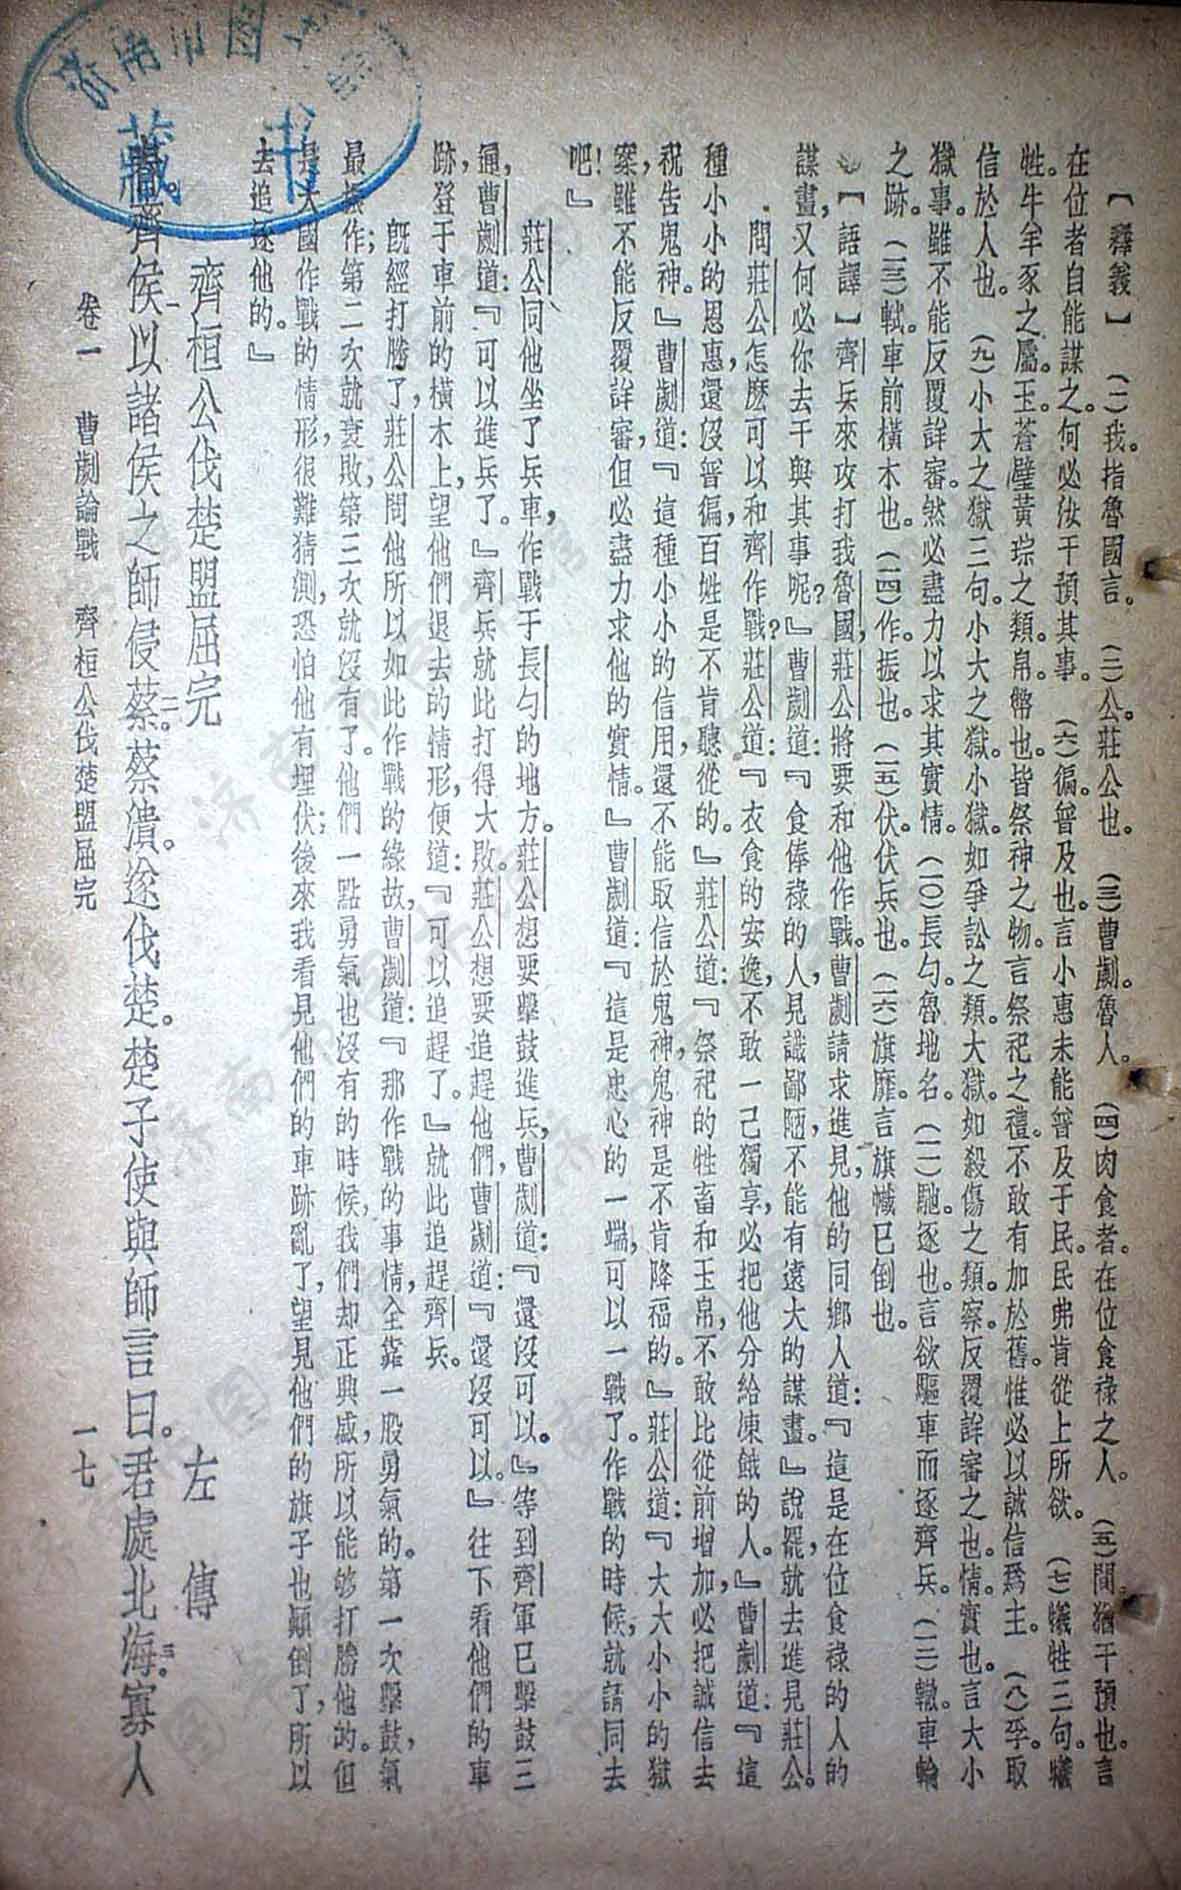 【釋義】　(一)我。指魯國言。　(二)公。莊公也。　(三)曹劌。魯人。　(四)肉食者。在位食祿之人。　(五)間。猶干預也。言
在位者自能謀之。何必汝干預其事。　(六)徧。普及也。言小惠未能普及于民。民弗肯從上所欲。　(七)犧牲三句。犧
牲。牛羊豕之屬。玉。蒼璧黃琮之類。帛。幣也。皆祭神之物。言祭祀之禮。不敢有加於舊。惟必以誠信爲主。　(八)孚。取
信於人也。　(九)小大之獄三句。小大之獄。小獄。如爭訟之類。大獄。如殺傷之類。察。反覆詳審之也。情。實也。言大小
獄事。雖不能反覆詳審。然必盡力以求其實情。(一〇)長勺。魯地名。(一一)馳。逐也。言欲驅車而逐齊兵。(一二)轍。車輪
之跡。(一三)軾。車前橫木也。(一四)作。振也。(一五)伏。伏兵也。(一六)旗靡。言旗幟已倒也。
【語譯】齊兵來攻打我魯國，莊公將要和他作戰。曹劌請求進見，他的同鄉人道：『這是在位食祿的人的
謀畫，又何必你去干與其事呢？』曹劌道：『食俸祿的人，見識鄙陋，不能有遠大的謀畫。』說罷，就去進見莊公。
問莊公怎麽可以和齊作戰？莊公道：『衣食的安逸，不敢一己獨享，必把他分給凍餓的人。』曹劌道：『這
種小小的恩惠，還沒普徧，百姓是不肯聽從的。』莊公道：『祭祀的牲畜和玉帛，不敢比從前增加，必把誠信去
祝告鬼神。』曹劌道：『這種小小的信用，還不能取信於鬼神，鬼神是不肯降福的。』莊公道：『大大小小的獄
案，雖不能反覆詳審，但必盡力求他的實情。』曹劌道：『這是忠心的一端，可以一戰了。作戰的時候，就請同去
吧！』
莊公同他坐了兵車，作戰于長勺的地方。莊公想要擊鼓進兵，曹劌道：『還沒可以。』等到齊軍已擊鼓三
通，曹劌道：『可以進兵了。』齊兵就此打得大敗。莊公想要追趕他們，曹劌道：『還沒可以。』往下看他們的車
跡，登于車前的橫木上，望他們退去的情形，便道：『可以追趕了。』就此追趕齊兵。
既經打勝了，莊公問他所以如此作戰的緣故，曹劌道：『那作戰的事情，全靠一股勇氣的。第一次擊鼓，氣
最振作；第二次就衰敗，第三次就沒有了。他們一點勇氣也沒有的時候，我們却正興盛，所以能够打勝他的。但
是大國作戰的情形，很難猜測，恐怕他有埋伏；後來我看見他們的車跡亂了，望見他們的旗子也顚倒了，所以
去追逐他的。』
齊桓公伐楚盟屈完　左傳
春。齊侯一以諸侯之師侵蔡二。蔡潰。遂伐楚。楚子使與師言曰。君處北海三。寡人
卷一　曹劌論戰　齊桓公伐楚盟屈完　一七
濟南市图
藏书